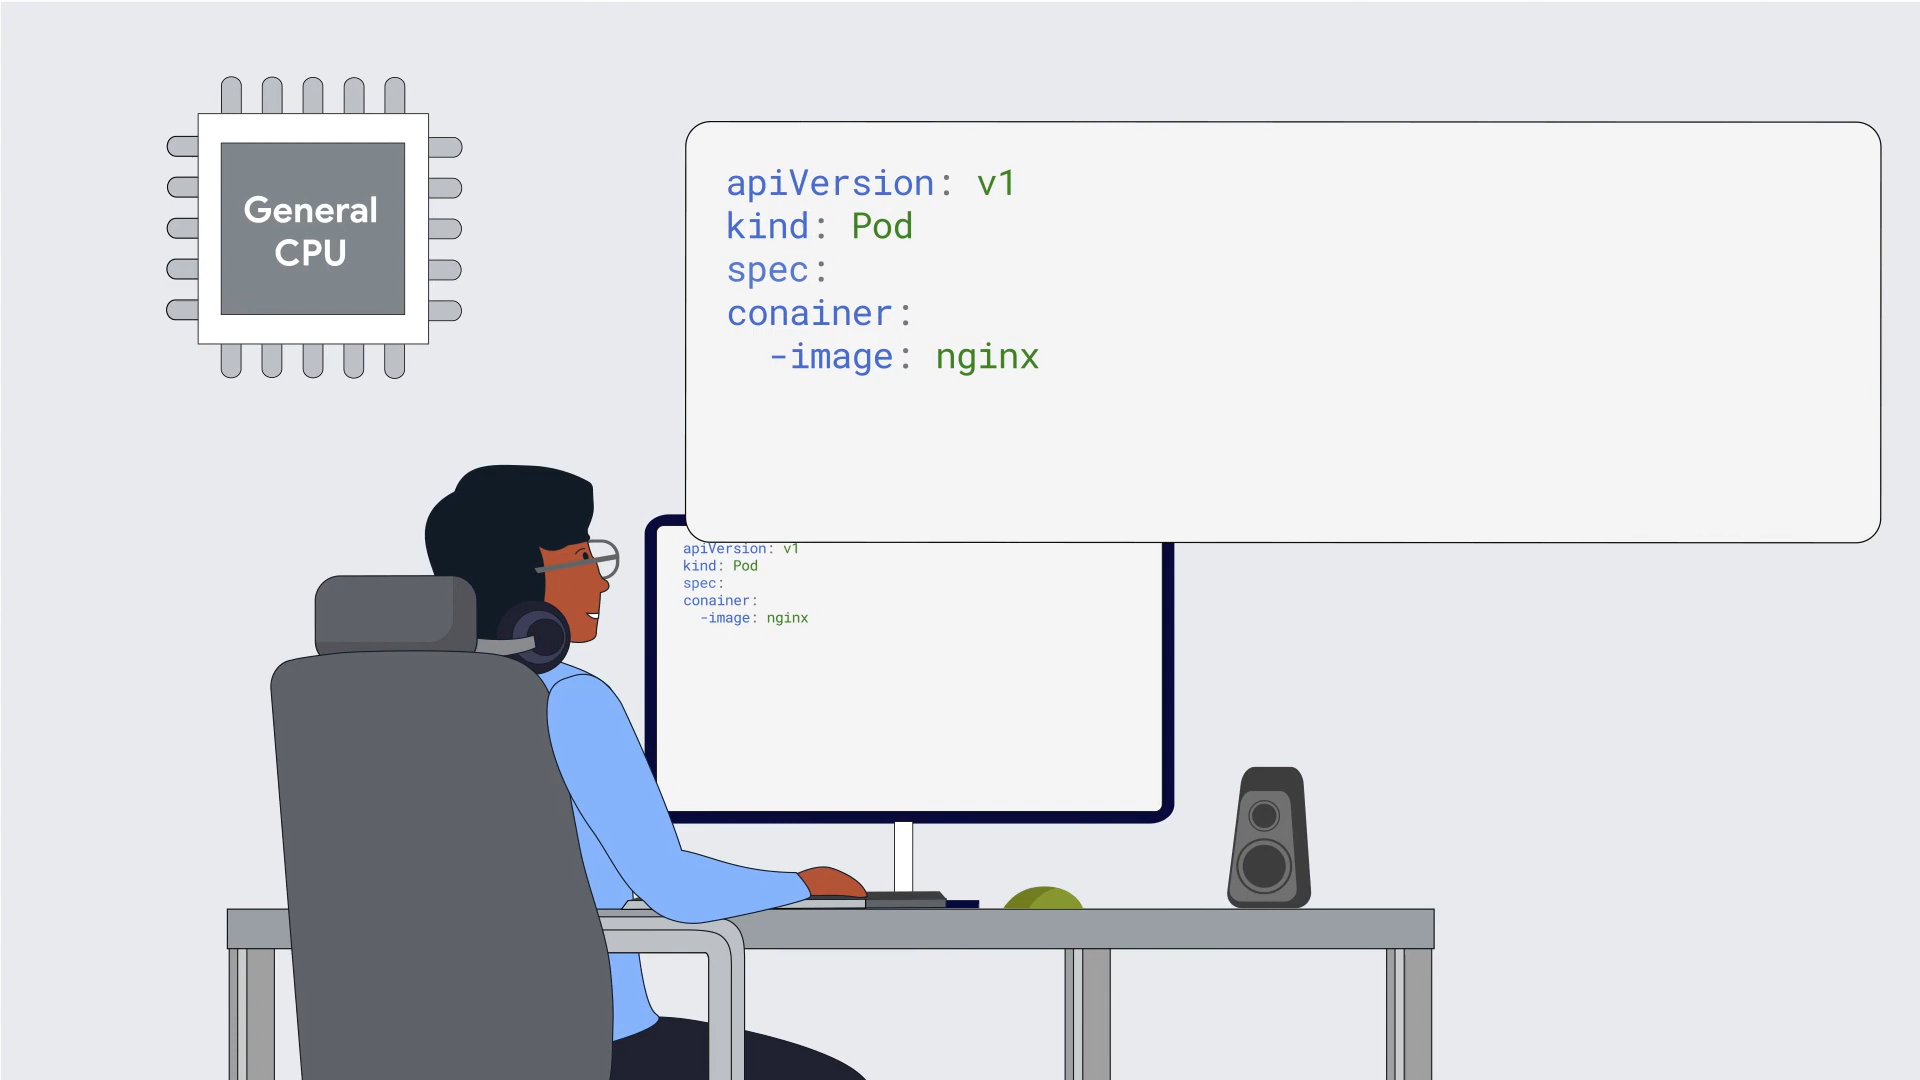 General
CPU
apiVersion: v1
kind: Pod
spec:
conainer:
  -image: nginx
apiVersion: v1
kind: Pod
spec:
conainer:
  -image: nginx